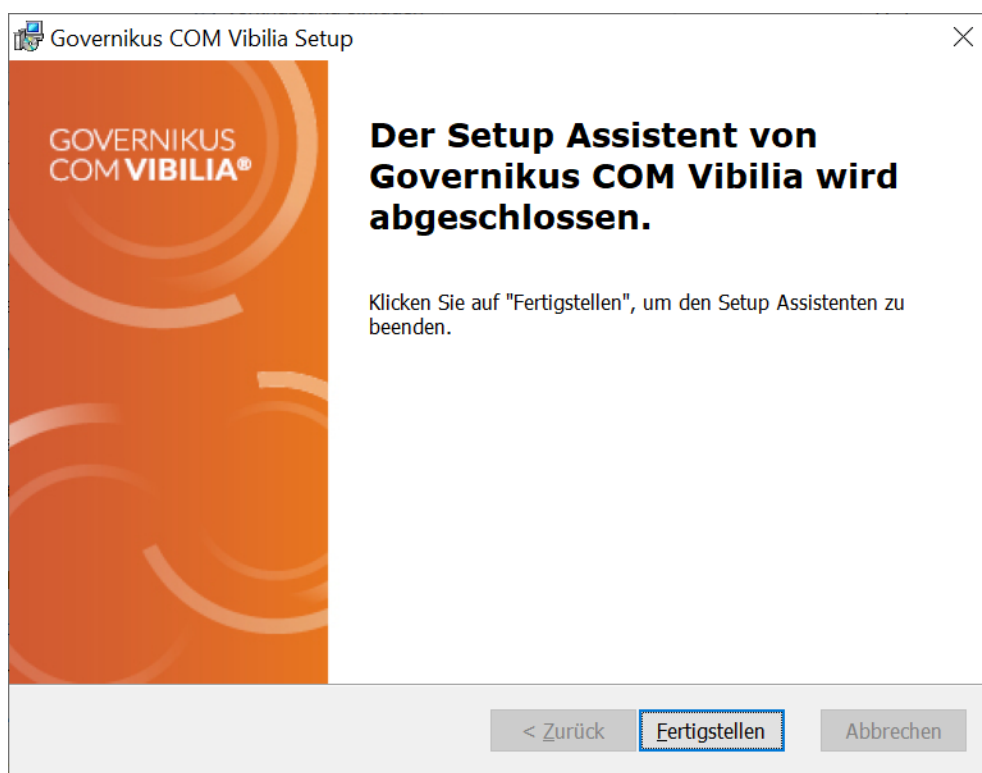 Governikus COM Vibilia Setup
GOVERNIKUS
COM VIBILIA®
Der Setup Assistent von
Governikus COM Vibilia wird
abgeschlossen.
Klicken Sie auf "Fertigstellen", um den Setup Assistenten zu
beenden.
< Zurück
Fertigstellen
Abbrechen